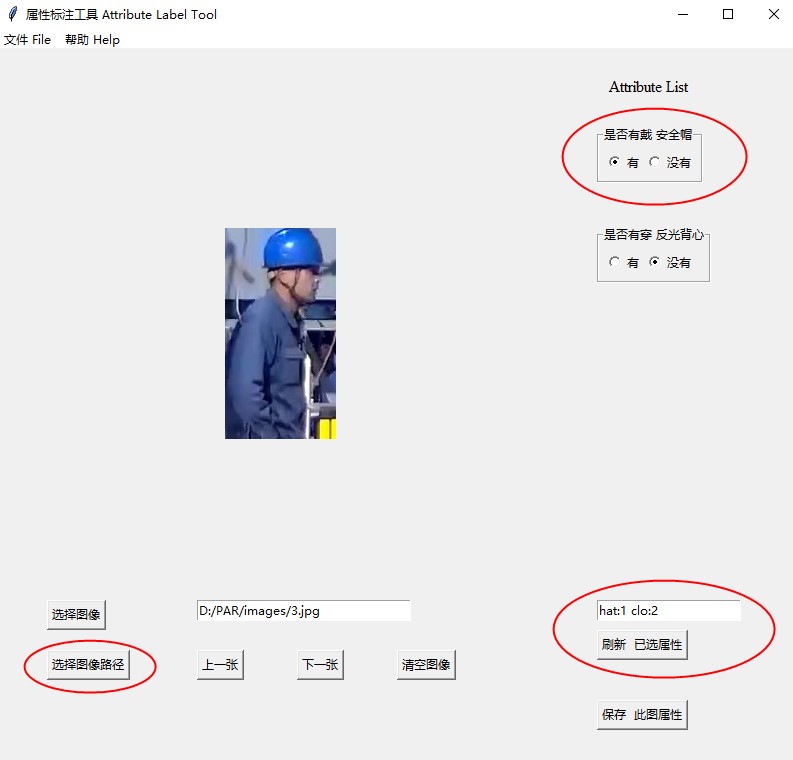 属性标注工具 Attribute Label Tool
文件 File 帮助 Help
Attribute List
是否有戴 安全帽
有 没有
是否有穿 反光背心
有 没有
选择图像
D:/PAR/images/3.jpg
hat:1 clo:2
刷新 已选属性
选择图像路径
上一张
下一张
清空图像
保存 此图属性